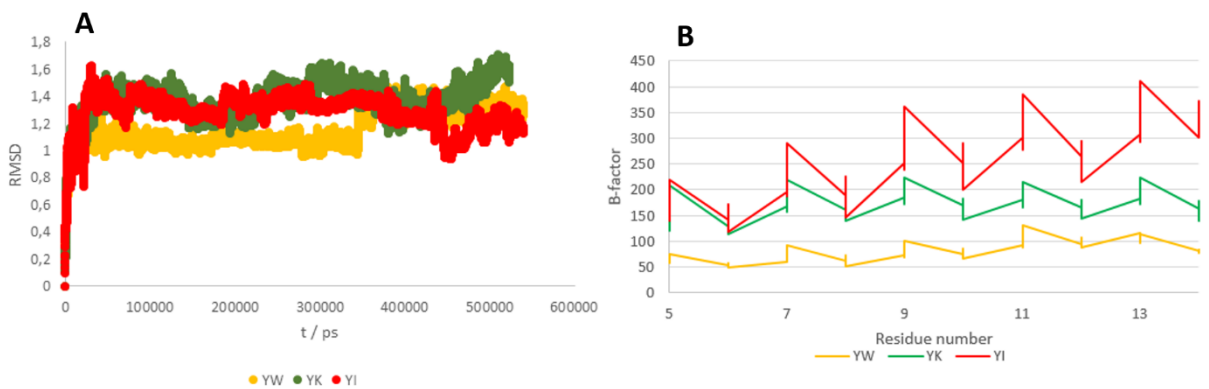 A
RMSD
1,8
1,6
1,4
1,2
1
0,8
0,6
0,4
0,2
0
0 100000 200000 300000 400000 500000 600000
t / ps
YW YK YI
B
B-factor
450
400
350
300
250
200
150
100
50
0
5 7 9 11 13
Residue number
YW YK YI